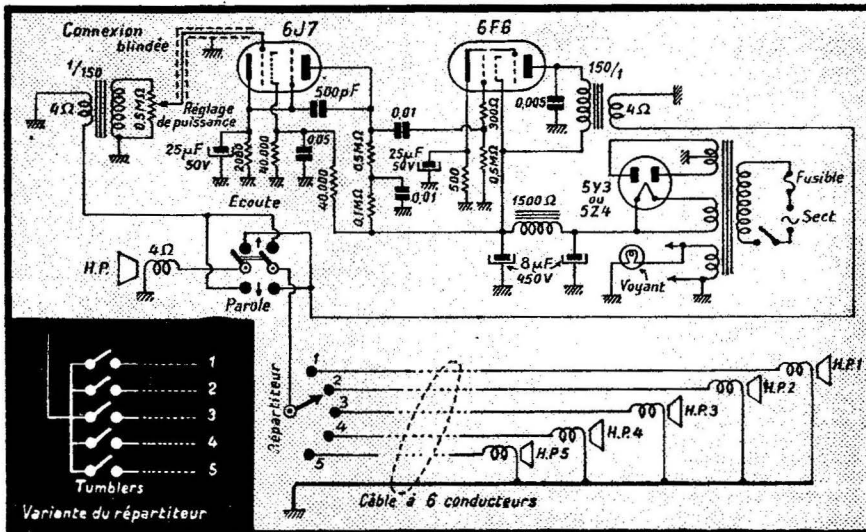 Connexion
blindée
6J7
6F6
1/150
4Ω
0,5MΩ
Réglage
de puissance
500pF
25µF
50V
2000
40.000
0,05
40.000
0,01
0,5MΩ
0,1MΩ
0,01
25µF
50V
500
300Ω
0,5MΩ
0,005
150/1
4Ω
1500Ω
8µF
450V
5Y3
ou
5Z4
Fusible
Sect
Voyant
Ecoute
H.P.
4Ω
Parole
Répartiteur
1
2
3
4
5
H.P.1
H.P.2
H.P.3
H.P.4
H.P.5
Câble à 6 conducteurs
1
2
3
4
5
Tumblers
Variante du répartiteur